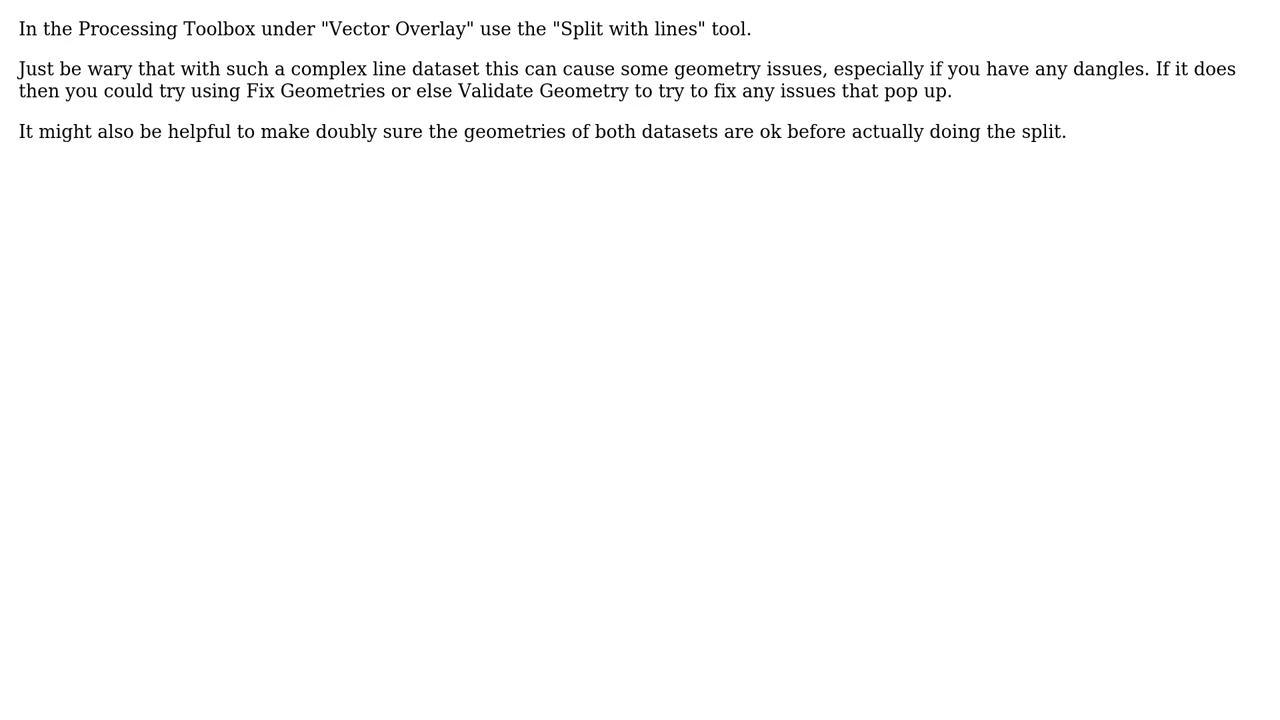 In the Processing Toolbox under "Vector Overlay" use the "Split with lines" tool.
Just be wary that with such a complex line dataset this can cause some geometry issues, especially if you have any dangles. If it does
then you could try using Fix Geometries or else Validate Geometry to try to fix any issues that pop up.
It might also be helpful to make doubly sure the geometries of both datasets are ok before actually doing the split.